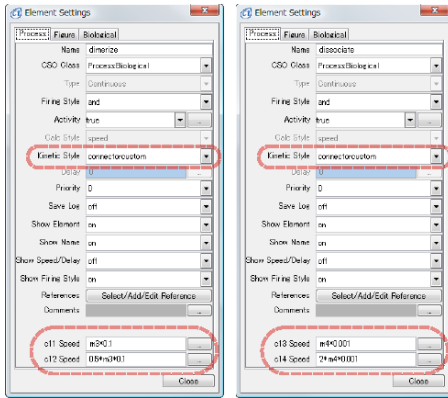 Element Settings
Process Figure Biological
Name dimerize
CSO Class ProcessBiological
Type Continuous
Firing Style and
Activity true ...
Calc Style speed
Kinetic Style connectorcustom
Delay 0 ...
Priority 0
Save Log off
Show Element on
Show Name on
Show Speed/Delay off
Show Firing Style on
References Select/Add/Edit Reference
Comments ...
c11 Speed m3*0.1 ...
c12 Speed 0.5*m3*0.1 ...
Close
Element Settings
Process Figure Biological
Name dissociate
CSO Class ProcessBiological
Type Continuous
Firing Style and
Activity true ...
Calc Style speed
Kinetic Style connectorcustom
Delay 0 ...
Priority 0
Save Log off
Show Element on
Show Name on
Show Speed/Delay off
Show Firing Style on
References Select/Add/Edit Reference
Comments ...
c13 Speed m4*0.001 ...
c14 Speed 2*m4*0.001 ...
Close